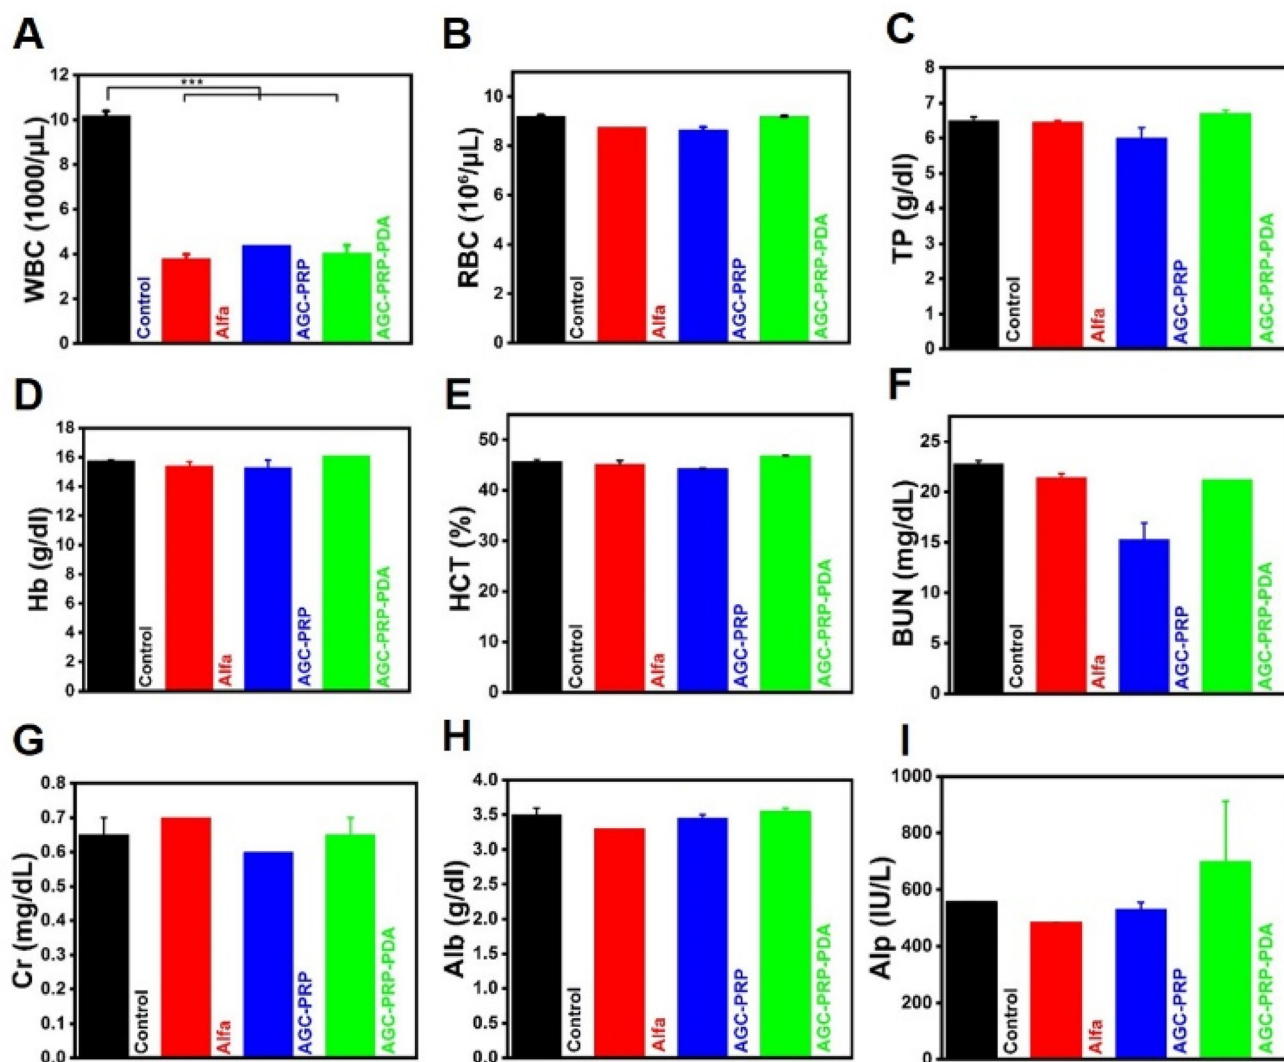 A
WBC (1000/µL)
12
10
8
6
4
2
0
***
Control
Alfa
AGC-PRP
AGC-PRP-PDA
B
RBC (10⁶/µL)
10
8
6
4
2
0
Control
Alfa
AGC-PRP
AGC-PRP-PDA
C
TP (g/dl)
8
7
6
5
4
3
2
1
0
Control
Alfa
AGC-PRP
AGC-PRP-PDA
D
Hb (g/dl)
18
16
14
12
10
8
6
4
2
0
Control
Alfa
AGC-PRP
AGC-PRP-PDA
E
HCT (%)
50
40
30
20
10
0
Control
Alfa
AGC-PRP
AGC-PRP-PDA
F
BUN (mg/dL)
25
20
15
10
5
0
Control
Alfa
AGC-PRP
AGC-PRP-PDA
G
Cr (mg/dL)
0.8
0.7
0.6
0.5
0.4
0.3
0.2
0.1
0.0
Control
Alfa
AGC-PRP
AGC-PRP-PDA
H
Alb (g/dl)
4.0
3.5
3.0
2.5
2.0
1.5
1.0
0.5
0.0
Control
Alfa
AGC-PRP
AGC-PRP-PDA
I
Alp (IU/L)
1000
800
600
400
200
0
Control
Alfa
AGC-PRP
AGC-PRP-PDA